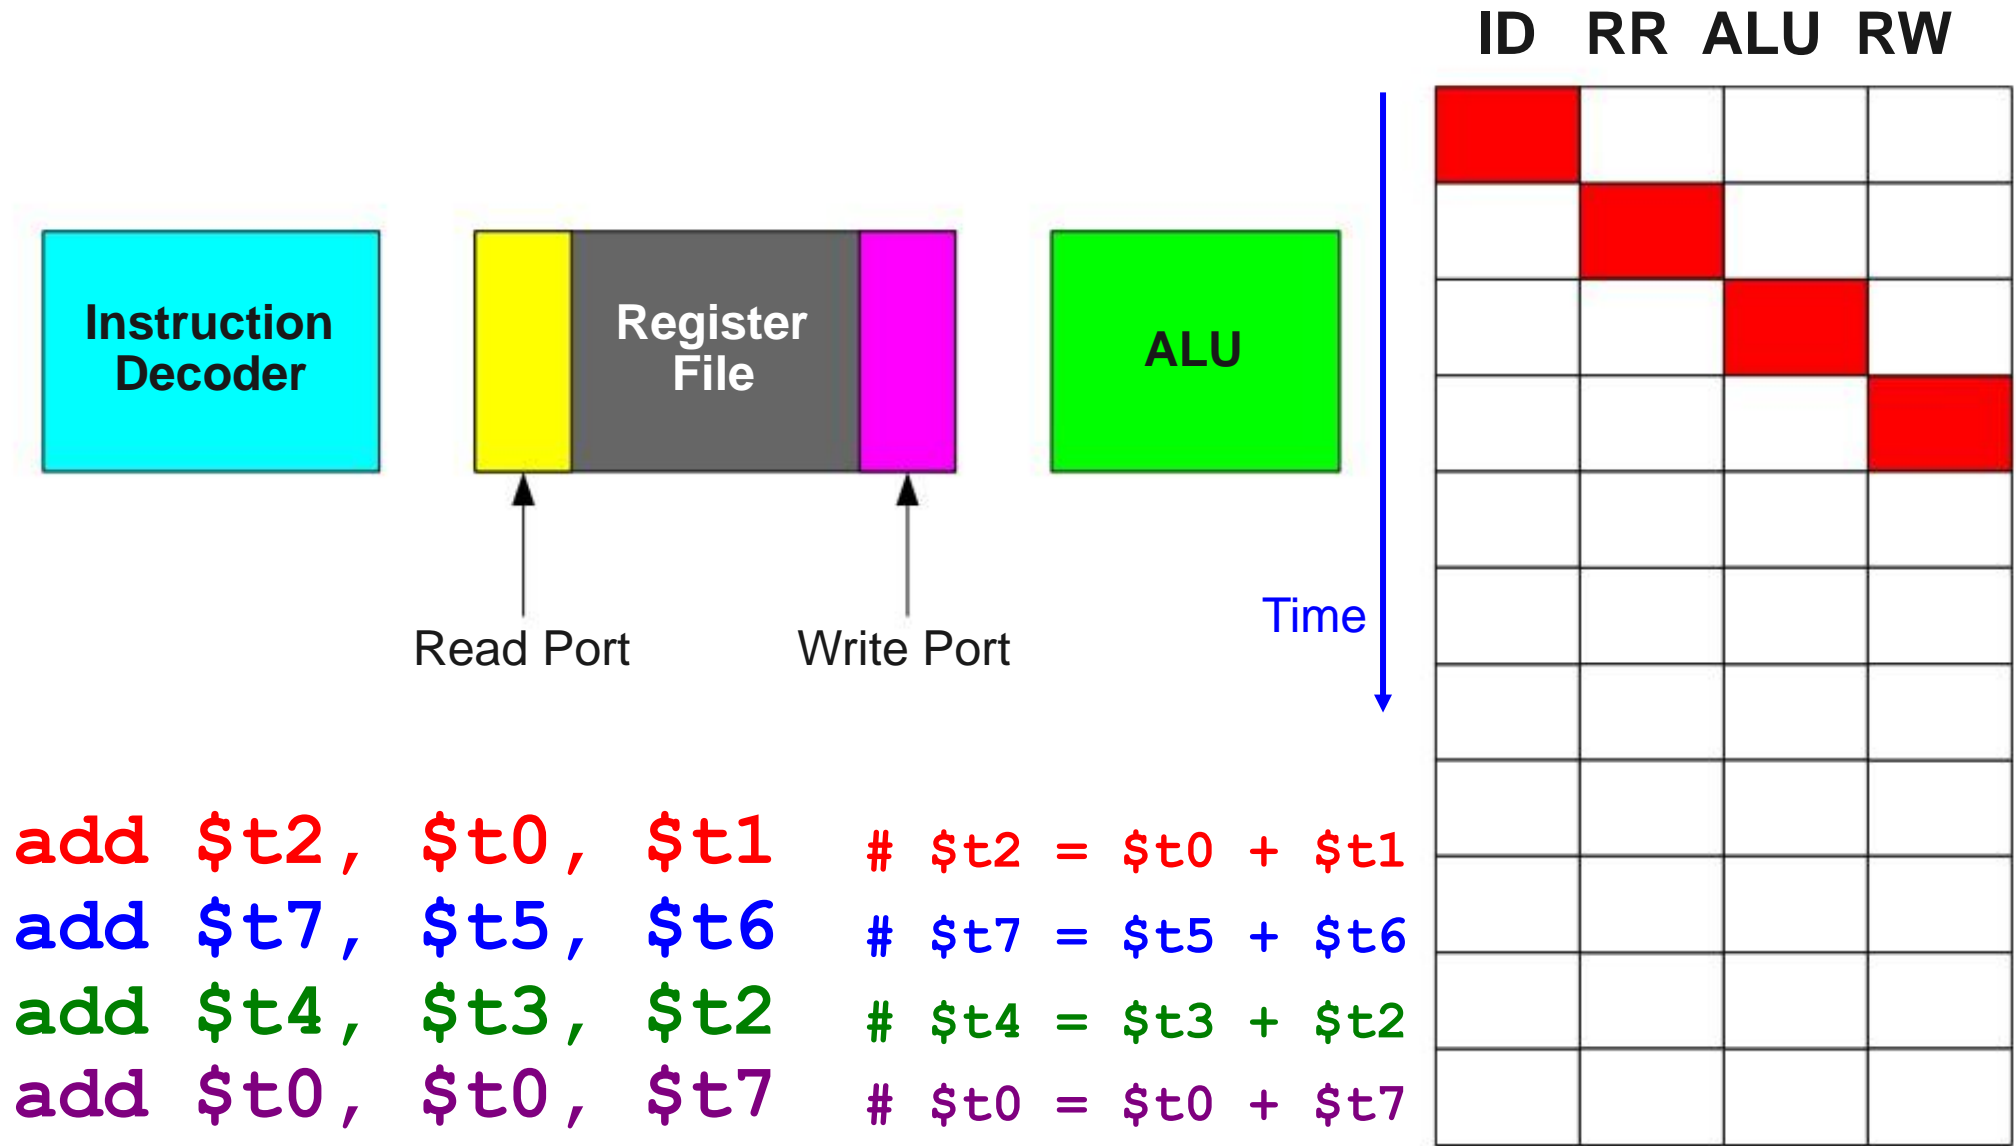 ID RR ALU RW
Instruction
Decoder
Register
File
ALU
Read Port
Write Port
Time
add $t2, $t0, $t1 # $t2 = $t0 + $t1
add $t7, $t5, $t6 # $t7 = $t5 + $t6
add $t4, $t3, $t2 # $t4 = $t3 + $t2
add $t0, $t0, $t7 # $t0 = $t0 + $t7